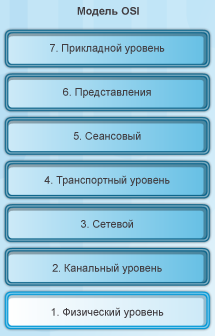 Модель OSI
7. Прикладной уровень
6. Представления
5. Сеансовый
4. Транспортный уровень
3. Сетевой
2. Канальный уровень
1. Физический уровень